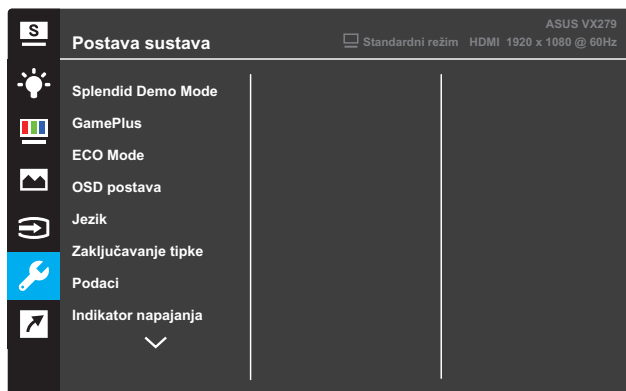 S
ASUS VX279
Postava sustava
Standardni režim HDMI 1920 x 1080 @ 60Hz
Splendid Demo Mode
GamePlus
ECO Mode
OSD postava
Jezik
Zaključavanje tipke
Podaci
Indikator napajanja